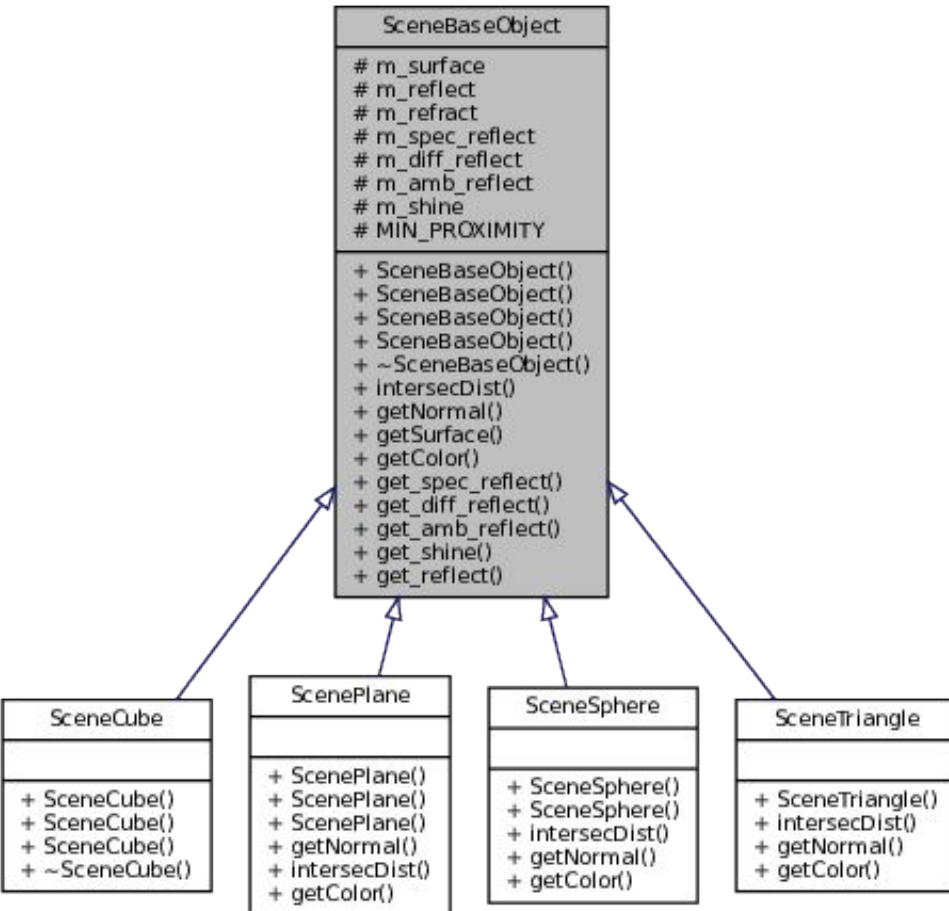 SceneBaseObject
# m_surface
# m_reflect
# m_refract
# m_spec_reflect
# m_diff_reflect
# m_amb_reflect
# m_shine
# MIN_PROXIMITY
+ SceneBaseObject()
+ SceneBaseObject()
+ SceneBaseObject()
+ SceneBaseObject()
+ ~SceneBaseObject()
+ intersecDist()
+ getNormal()
+ getSurface()
+ getColor()
+ get_spec_reflect()
+ get_diff_reflect()
+ get_amb_reflect()
+ get_shine()
+ get_reflect()
SceneCube
+ SceneCube()
+ SceneCube()
+ SceneCube()
+ ~SceneCube()
ScenePlane
+ ScenePlane()
+ ScenePlane()
+ ScenePlane()
+ getNormal()
+ intersecDist()
+ getColor()
SceneSphere
+ SceneSphere()
+ SceneSphere()
+ intersecDist()
+ getNormal()
+ getColor()
SceneTriangle
+ SceneTriangle()
+ intersecDist()
+ getNormal()
+ getColor()